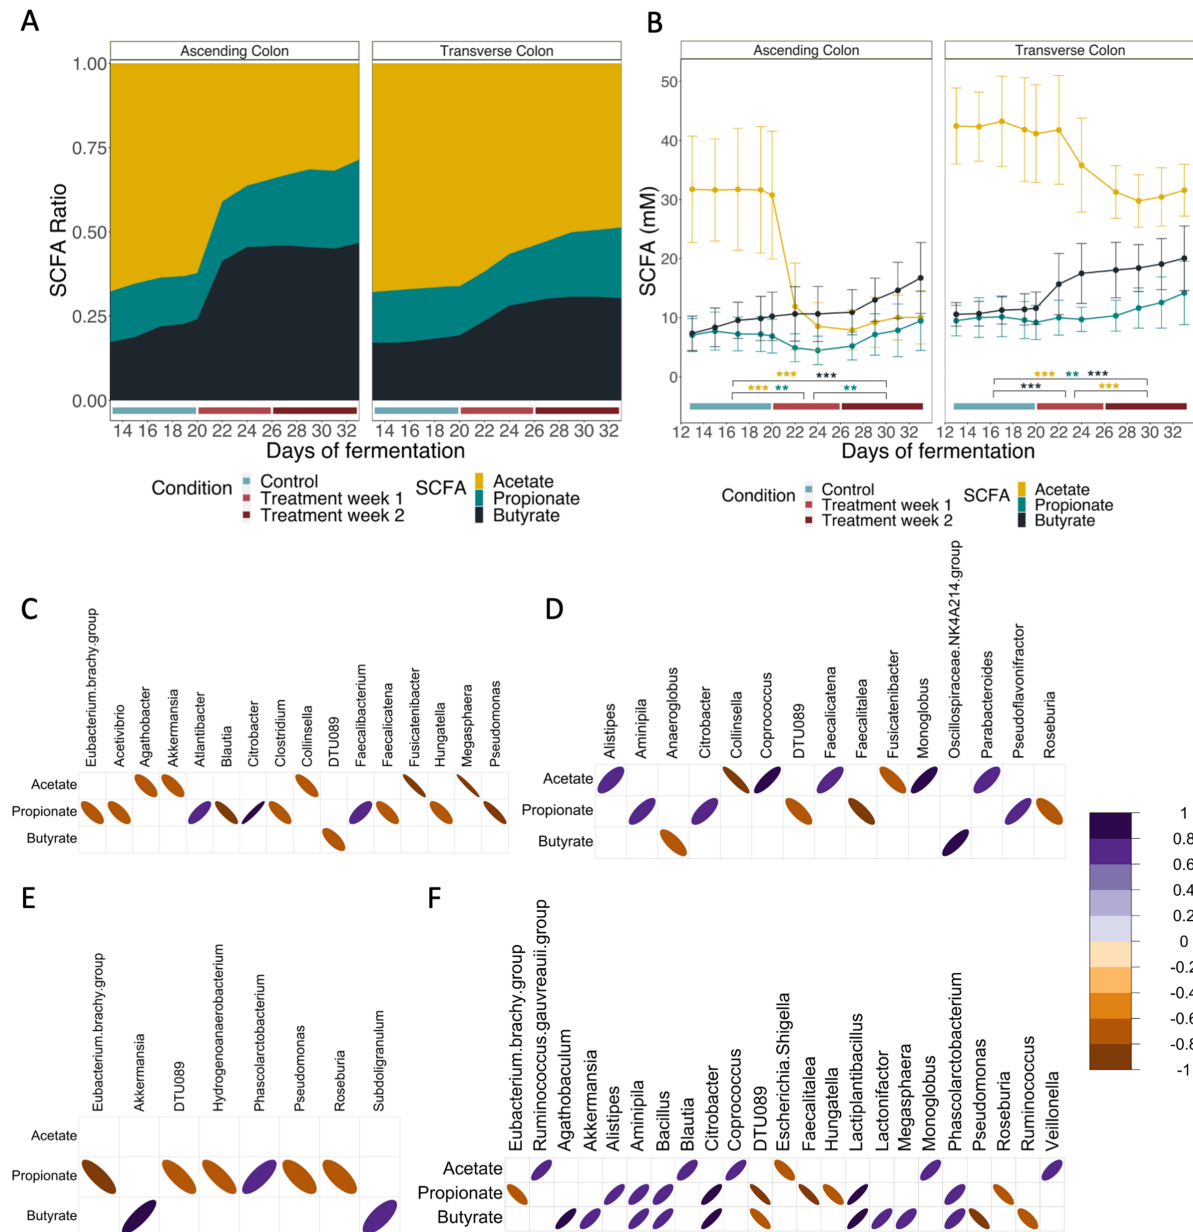 A
Ascending Colon
Transverse Colon
1.00
0.75
0.50
0.25
0.00
SCFA Ratio
14 16 18 20 22 24 26 28 30 32
14 16 18 20 22 24 26 28 30 32
Days of fermentation
Condition
Control
Treatment week 1
Treatment week 2
SCFA
Acetate
Propionate
Butyrate
B
Ascending Colon
Transverse Colon
50
40
30
20
10
0
SCFA (mM)
*** ***
*** ** **
*** ** ***
*** ***
12 14 16 18 20 22 24 26 28 30 32
14 16 18 20 22 24 26 28 30 32
Days of fermentation
Condition
Control
Treatment week 1
Treatment week 2
SCFA
Acetate
Propionate
Butyrate
C
Eubacterium.brachy.group
Acetivibrio
Agathobacter
Akkermansia
Atlantibacter
Blautia
Citrobacter
Clostridium
Collinsella
DTU089
Faecalibacterium
Faecalicatena
Fusicatenibacter
Hungatella
Megasphaera
Pseudomonas
Acetate
Propionate
Butyrate
D
Alistipes
Aminipila
Anaeroglobus
Citrobacter
Collinsella
Coprococcus
DTU089
Faecalicatena
Faecalitalea
Fusicatenibacter
Monoglobus
Oscillospiraceae.NK4A214.group
Parabacteroides
Pseudoflavonifractor
Roseburia
Acetate
Propionate
Butyrate
1
0.8
0.6
0.4
0.2
0
-0.2
-0.4
-0.6
-0.8
-1
E
Eubacterium.brachy.group
Akkermansia
DTU089
Hydrogenoanaerobacterium
Phascolarctobacterium
Pseudomonas
Roseburia
Subdoligranulum
Acetate
Propionate
Butyrate
F
Eubacterium.brachy.group
Ruminococcus.gauvreauii.group
Agathobaculum
Akkermansia
Alistipes
Aminipila
Bacillus
Blautia
Citrobacter
Coprococcus
DTU089
Escherichia.Shigella
Faecalitalea
Hungatella
Lactiplantibacillus
Lactonifactor
Megasphaera
Monoglobus
Phascolarctobacterium
Pseudomonas
Roseburia
Ruminococcus
Veillonella
Acetate
Propionate
Butyrate